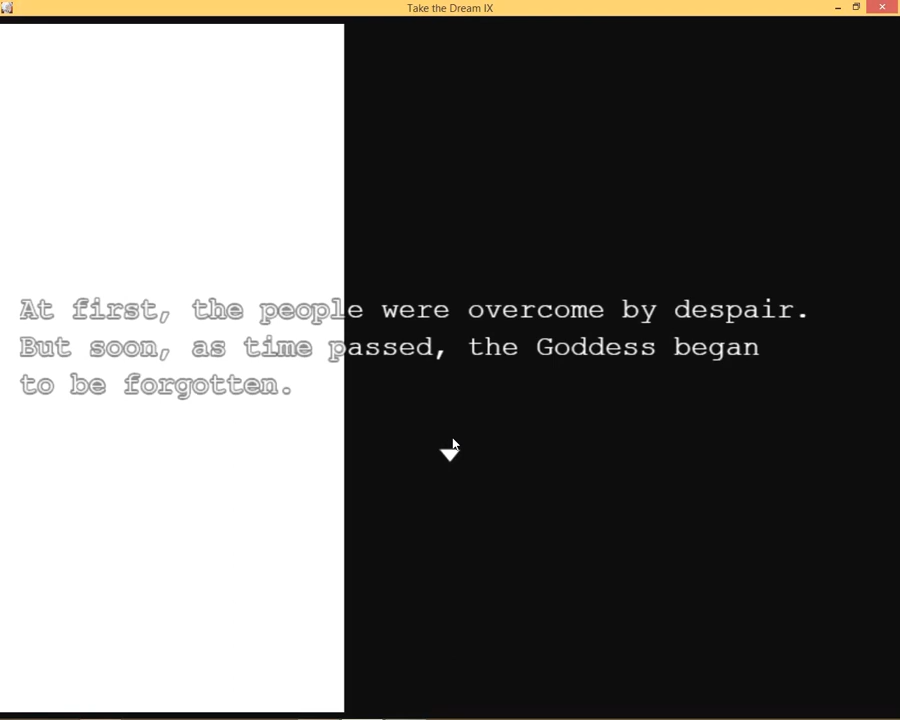 Take the Dream IX
At first, the people were overcome by despair.
But soon, as time passed, the Goddess began
to be forgotten.